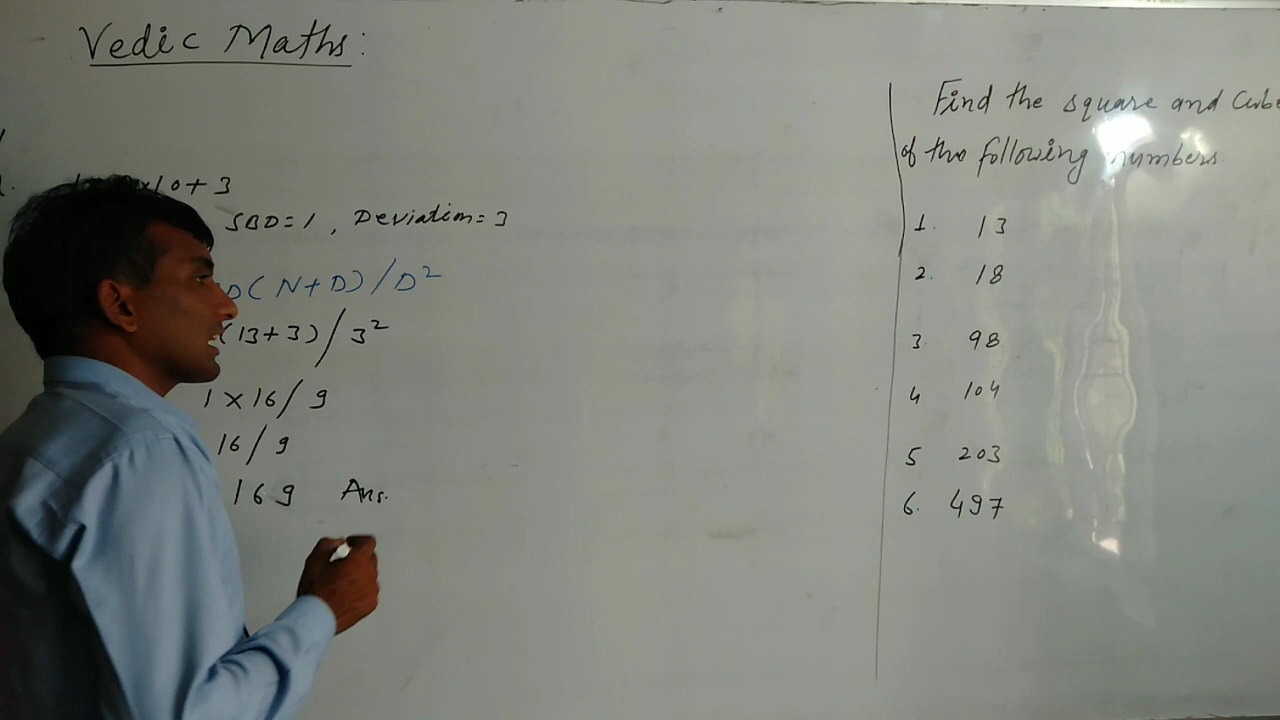 Vedic Maths:
x10+3
SBD=1, Deviation=3
D(N+D)/D²
(13+3)/3²
1×16/9
16/9
169 Ans.
Find the square and Cube
of the following numbers
1. 13
2. 18
3. 98
4 104
5 203
6. 497